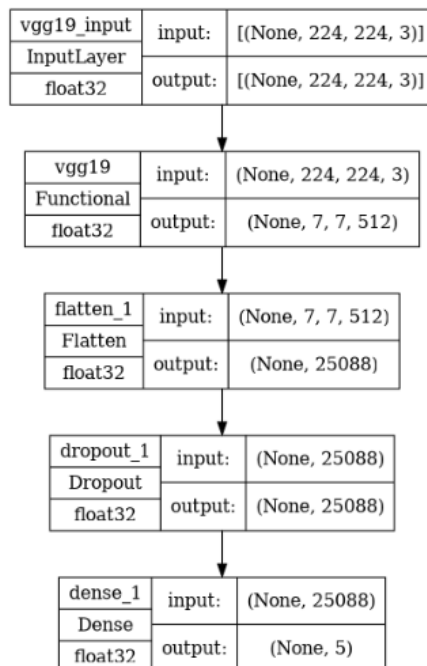 vgg19_input
InputLayer
float32
input:
[(None, 224, 224, 3)]
output:
[(None, 224, 224, 3)]
vgg19
Functional
float32
input:
(None, 224, 224, 3)
output:
(None, 7, 7, 512)
flatten_1
Flatten
float32
input:
(None, 7, 7, 512)
output:
(None, 25088)
dropout_1
Dropout
float32
input:
(None, 25088)
output:
(None, 25088)
dense_1
Dense
float32
input:
(None, 25088)
output:
(None, 5)